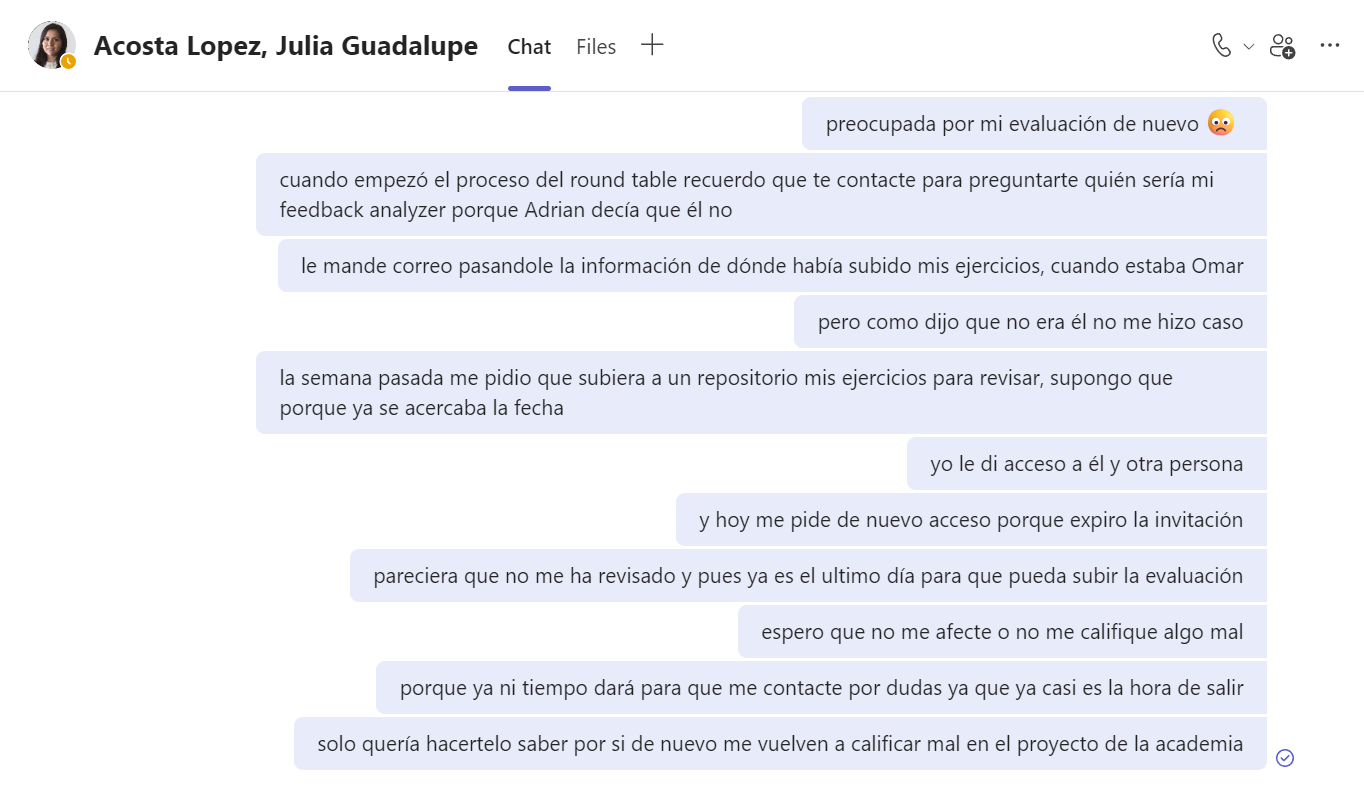 Acosta Lopez, Julia Guadalupe
Chat
Files
preocupada por mi evaluación de nuevo
cuando empezó el proceso del round table recuerdo que te contacte para preguntarte quién sería mi
feedback analyzer porque Adrian decía que él no
le mande correo pasandole la información de dónde había subido mis ejercicios, cuando estaba Omar
pero como dijo que no era él no me hizo caso
la semana pasada me pidio que subiera a un repositorio mis ejercicios para revisar, supongo que
porque ya se acercaba la fecha
yo le di acceso a él y otra persona
y hoy me pide de nuevo acceso porque expiro la invitación
pareciera que no me ha revisado y pues ya es el ultimo día para que pueda subir la evaluación
espero que no me afecte o no me califique algo mal
porque ya ni tiempo dará para que me contacte por dudas ya que ya casi es la hora de salir
solo quería hacertelo saber por si de nuevo me vuelven a calificar mal en el proyecto de la academia